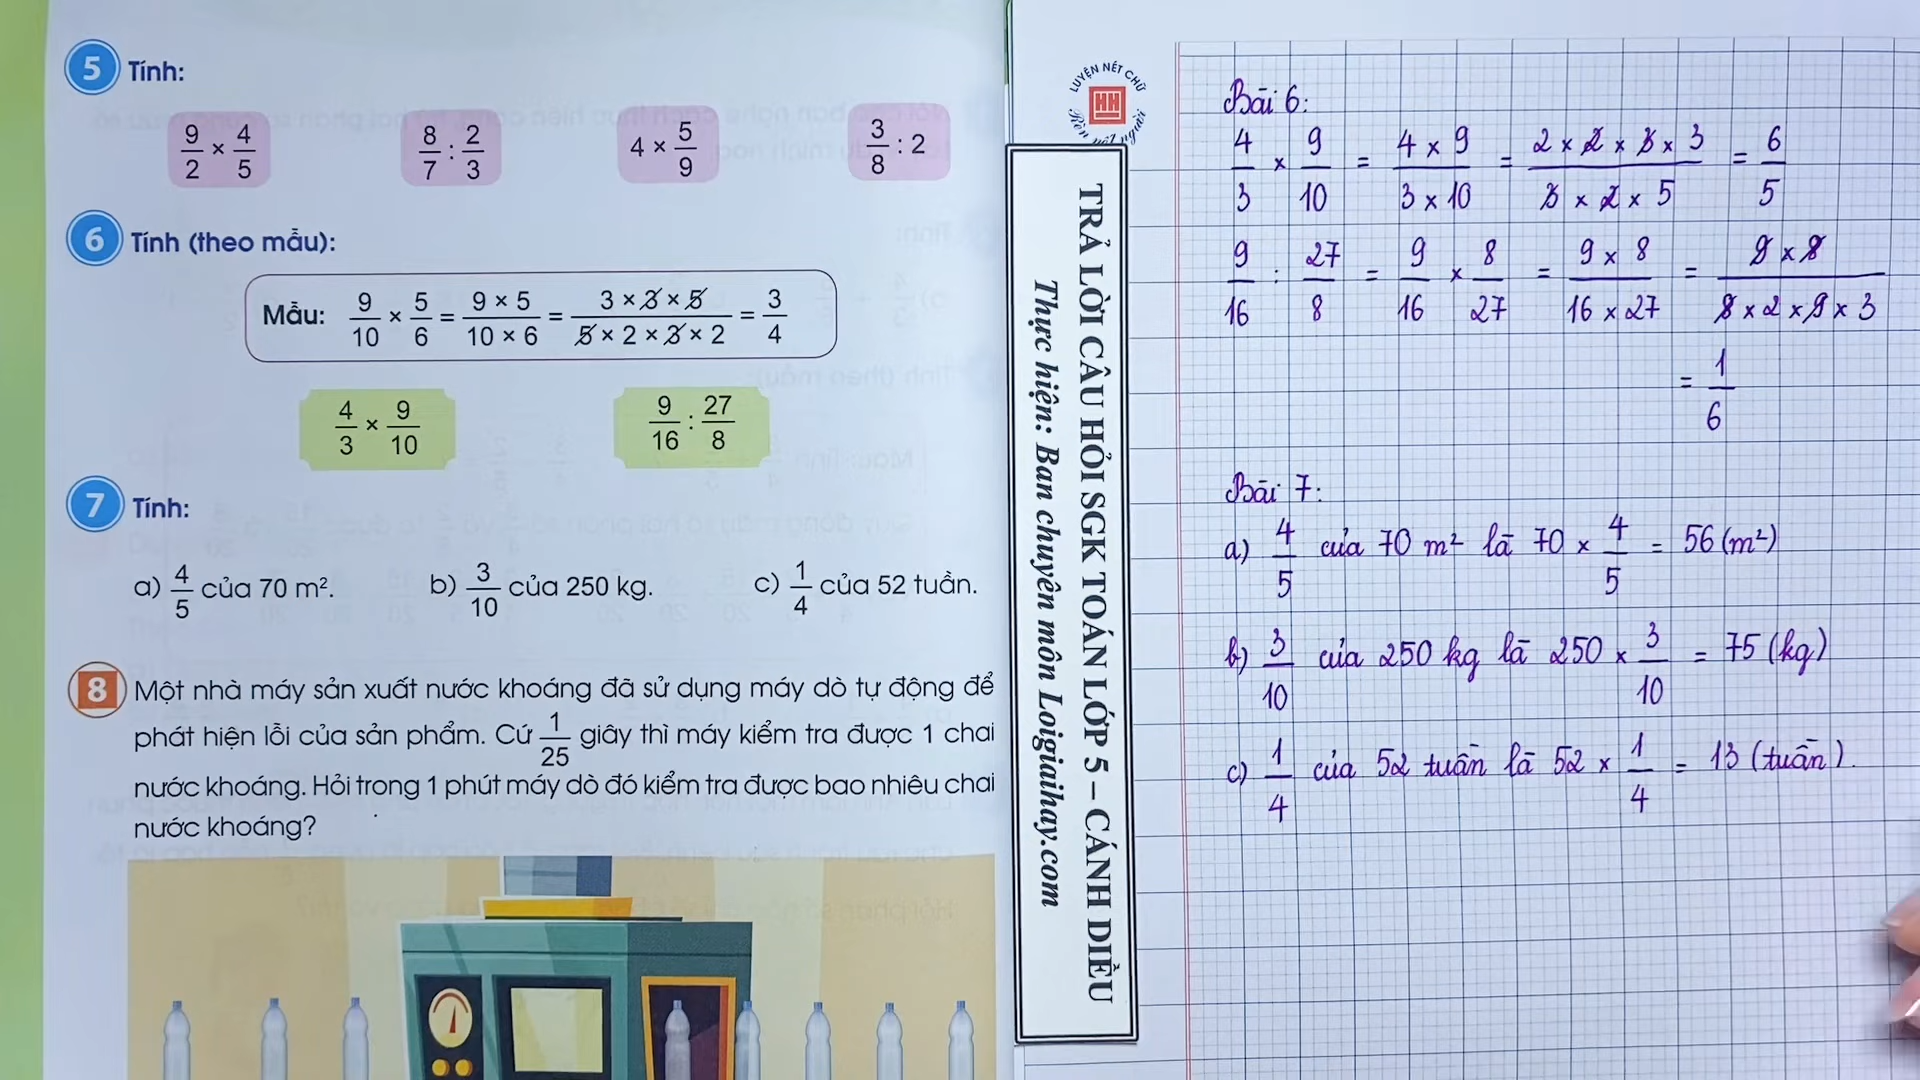 5 Tính:
9/2 × 4/5 8/7 : 2/3 4 × 5/9 3/8 : 2
6 Tính (theo mẫu):
Mẫu: 9/10 × 5/6 = 9 × 5/10 × 6 = 3 × 3 × 5/5 × 2 × 3 × 2 = 3/4
4/3 × 9/10 9/16 : 27/8
7 Tính:
a) 4/5 của 70 m². b) 3/10 của 250 kg. c) 1/4 của 52 tuần.
8 Một nhà máy sản xuất nước khoáng đã sử dụng máy dò tự động để
phát hiện lỗi của sản phẩm. Cứ 1/25 giây thì máy kiểm tra được 1 chai
nước khoáng. Hỏi trong 1 phút máy dò đó kiểm tra được bao nhiêu chai
nước khoáng?
LUYỆN NÉT CHỮ
HH
Rèn nết người
TRẢ LỜI CÂU HỎI SGK TOÁN LỚP 5 – CÁNH DIỀU
Thực hiện: Ban chuyên môn Loigiaihay.com
Bài 6:
4/3 × 9/10 = 4 × 9/3 × 10 = 2 × 2 × 3 × 3/3 × 2 × 5 = 6/5
9/16 : 27/8 = 9/16 × 8/27 = 9 × 8/16 × 27 = 9 × 8/8 × 2 × 9 × 3
= 1/6
Bài 7:
a) 4/5 của 70 m² là 70 × 4/5 = 56 (m²)
b) 3/10 của 250 kg là 250 × 3/10 = 75 (kg)
c) 1/4 của 52 tuần là 52 × 1/4 = 13 (tuần).